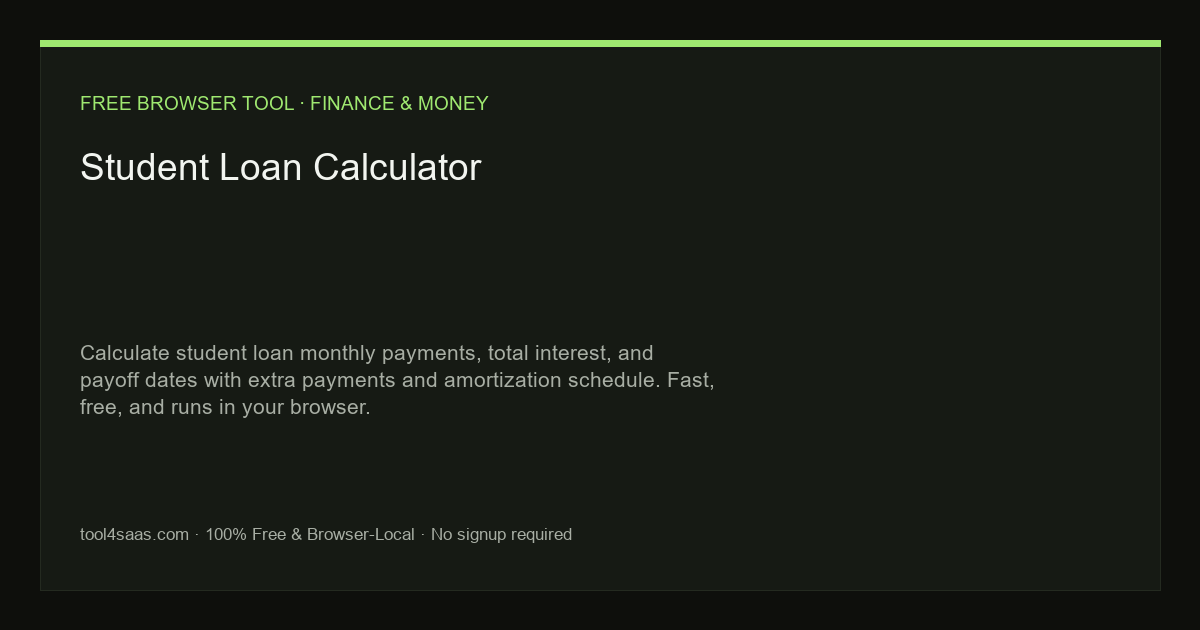 FREE BROWSER TOOL · FINANCE & MONEY
Student Loan Calculator
Calculate student loan monthly payments, total interest, and
payoff dates with extra payments and amortization schedule. Fast,
free, and runs in your browser.
tool4saas.com · 100% Free & Browser-Local · No signup required